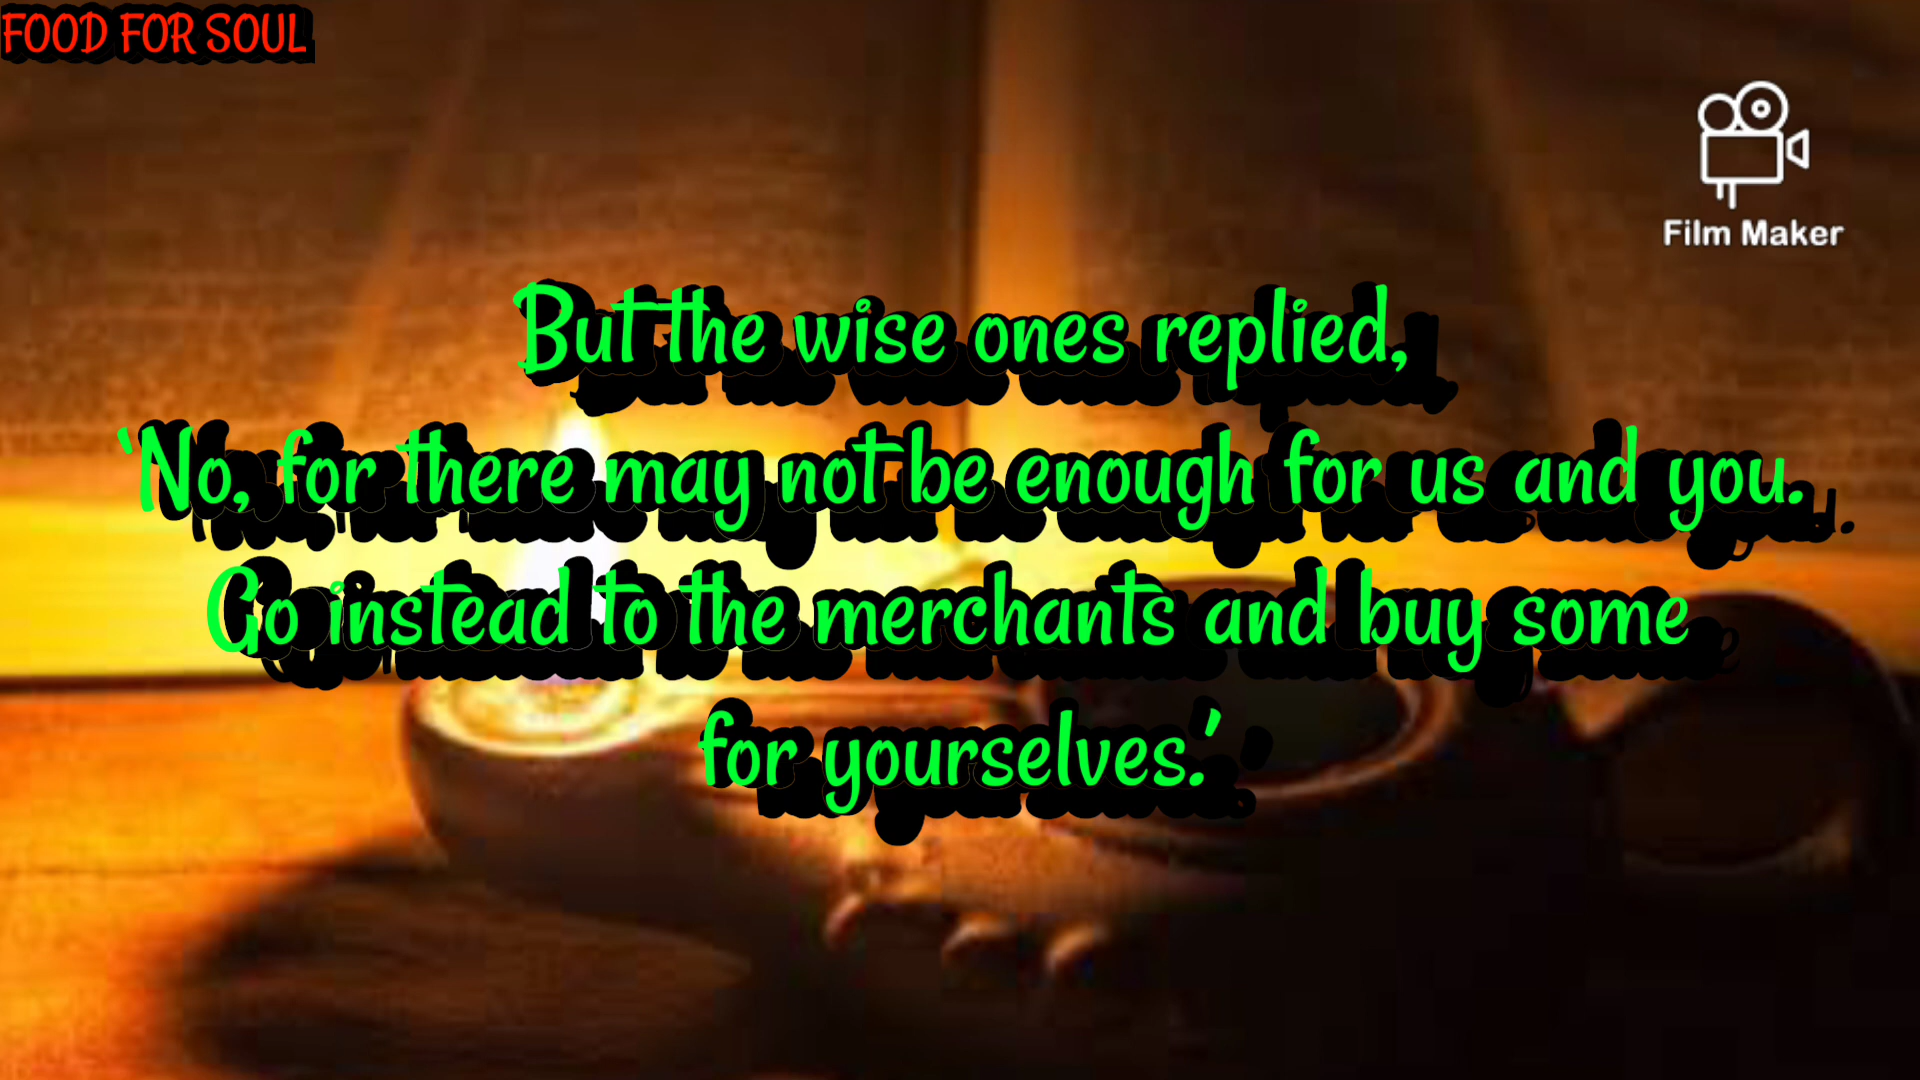 FOOD FOR SOUL
Film Maker
But the wise ones replied,
‘No, for there may not be enough for us and you.
Go instead to the merchants and buy some
for yourselves.’